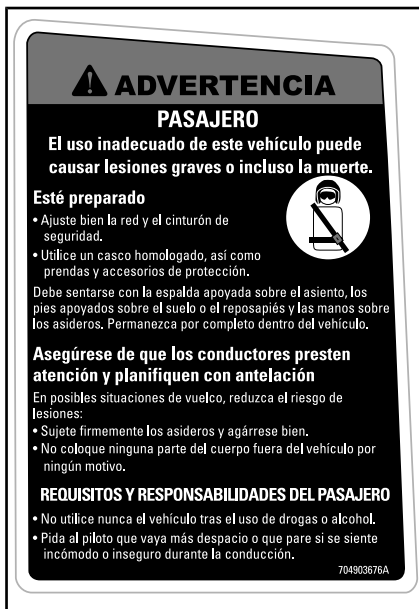 ADVERTENCIA
PASAJERO
El uso inadecuado de este vehículo puede
causar lesiones graves o incluso la muerte.
Esté preparado
• Ajuste bien la red y el cinturón de
seguridad.
• Utilice un casco homologado, así como
prendas y accesorios de protección.
Debe sentarse con la espalda apoyada sobre el asiento, los
pies apoyados sobre el suelo o el reposapiés y las manos sobre
los asideros. Permanezca por completo dentro del vehículo.
Asegúrese de que los conductores presten
atención y planifiquen con antelación
En posibles situaciones de vuelco, reduzca el riesgo de
lesiones:
• Sujete firmemente los asideros y agárrese bien.
• No coloque ninguna parte del cuerpo fuera del vehículo por
ningún motivo.
REQUISITOS Y RESPONSABILIDADES DEL PASAJERO
• No utilice nunca el vehículo tras el uso de drogas o alcohol.
• Pida al piloto que vaya más despacio o que pare si se siente
incómodo o inseguro durante la conducción.
704903676A